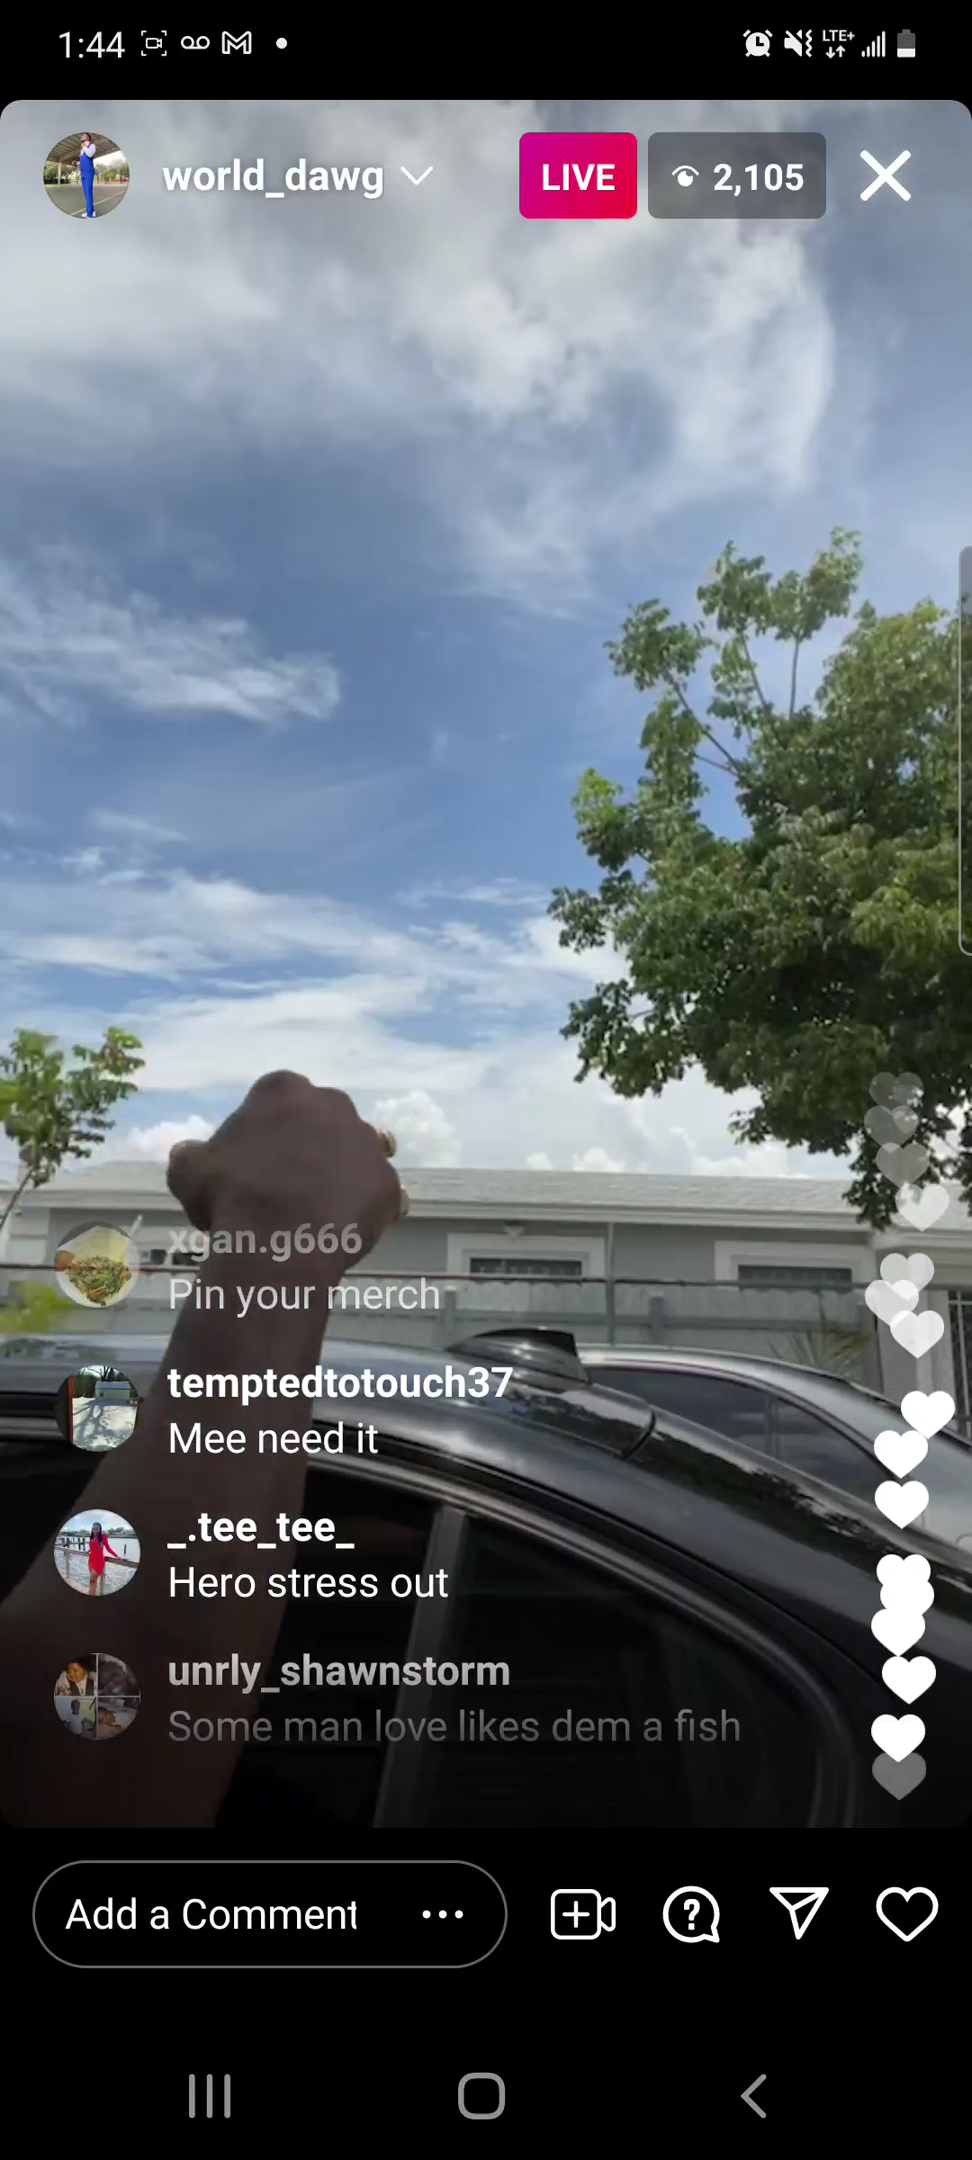 1:44
LTE+
world_dawg
LIVE
2,105
xgan.g666
Pin your merch
temptedtotouch37
Mee need it
_.tee_tee_
Hero stress out
unrly_shawnstorm
Some man love likes dem a fish
Add a Comment